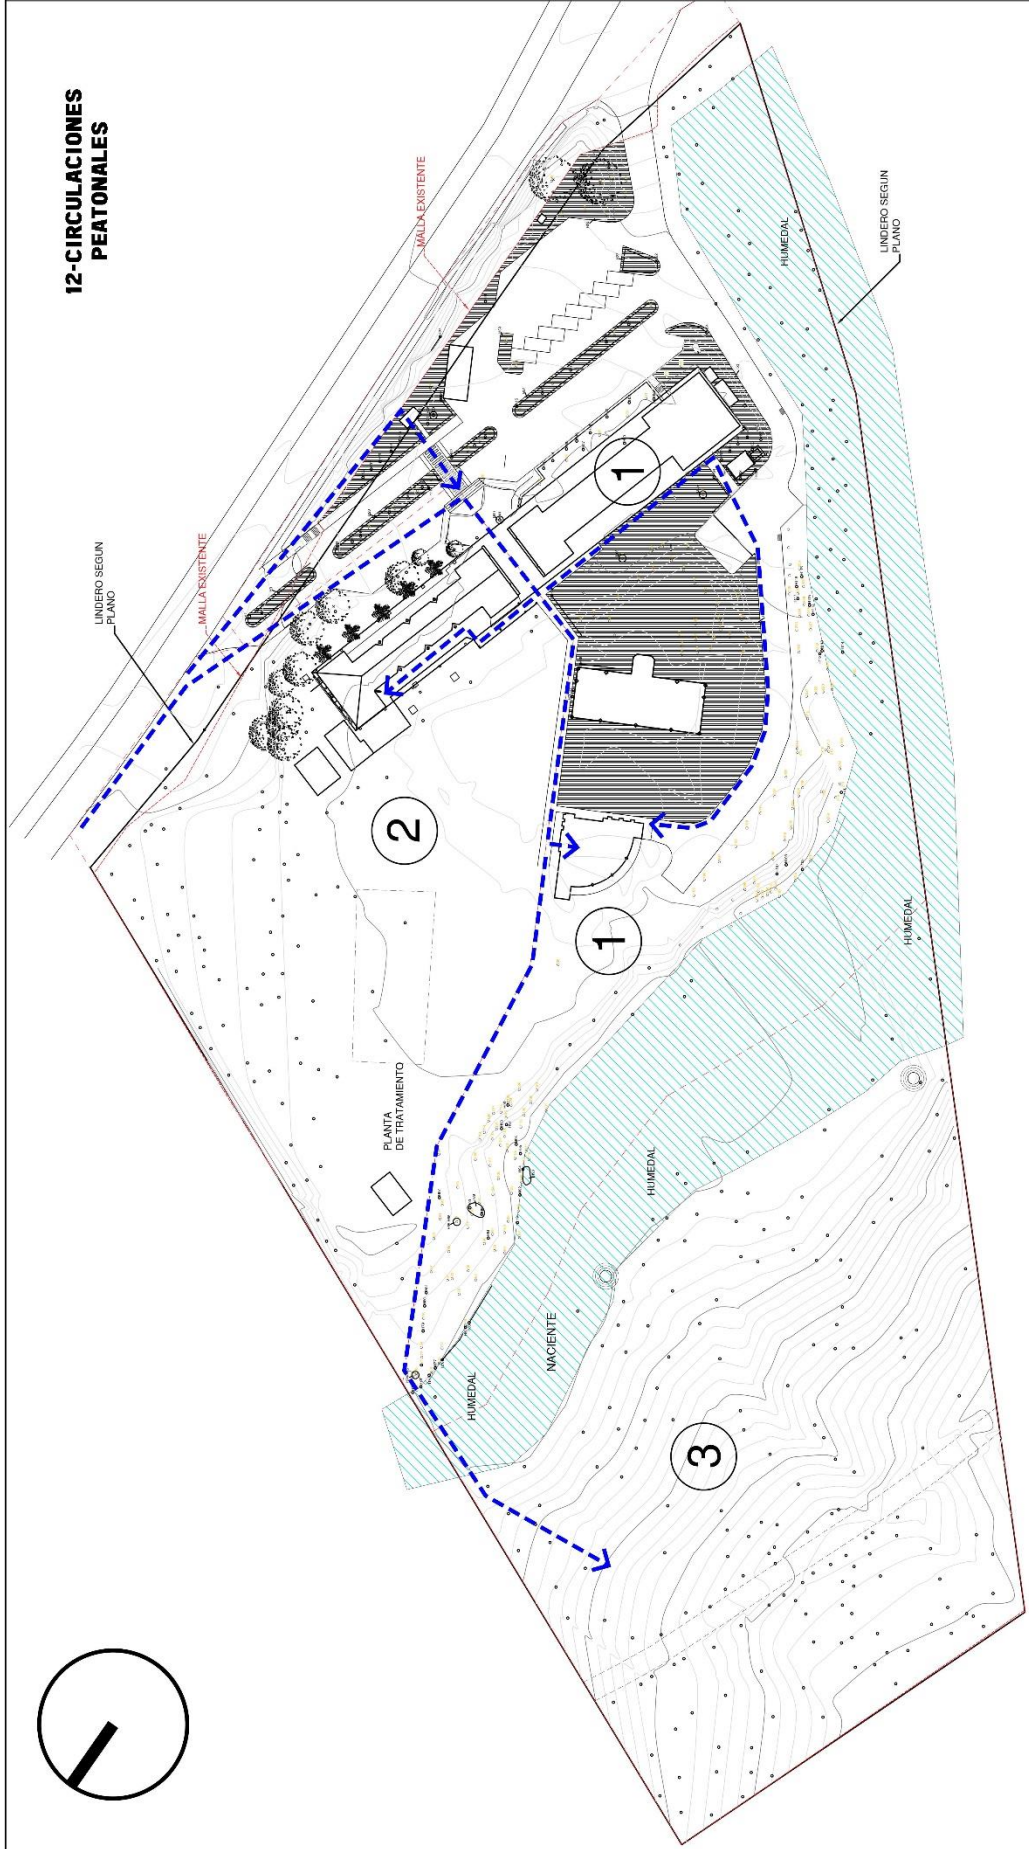 12-CIRCULACIONES
PEATONALES
MALLA EXISTENTE
LINDERO SEGUN
PLANO
MALLA EXISTENTE
HUMEDAL
LINDERO SEGUN
PLANO
1
2
1
HUMEDAL
PLANTA
DE TRATAMIENTO
HUMEDAL
NACIENTE
HUMEDAL
3